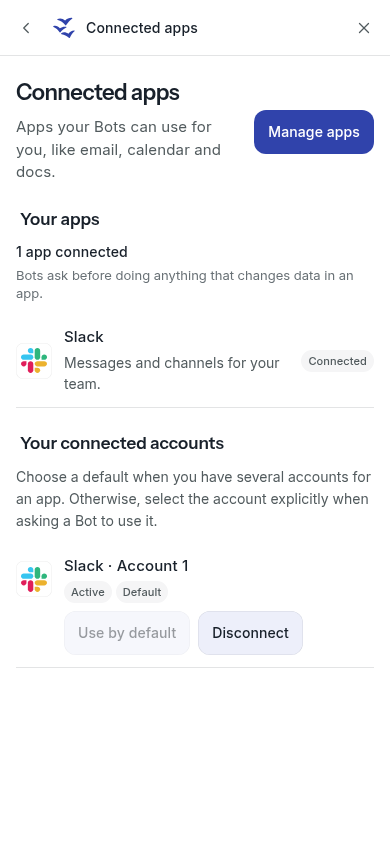 Connected apps
Connected apps
Apps your Bots can use for
you, like email, calendar and
docs.
Manage apps
Your apps
1 app connected
Bots ask before doing anything that changes data in an
app.
Slack
Messages and channels for your
team.
Connected
Your connected accounts
Choose a default when you have several accounts for
an app. Otherwise, select the account explicitly when
asking a Bot to use it.
Slack · Account 1
Active
Default
Use by default
Disconnect